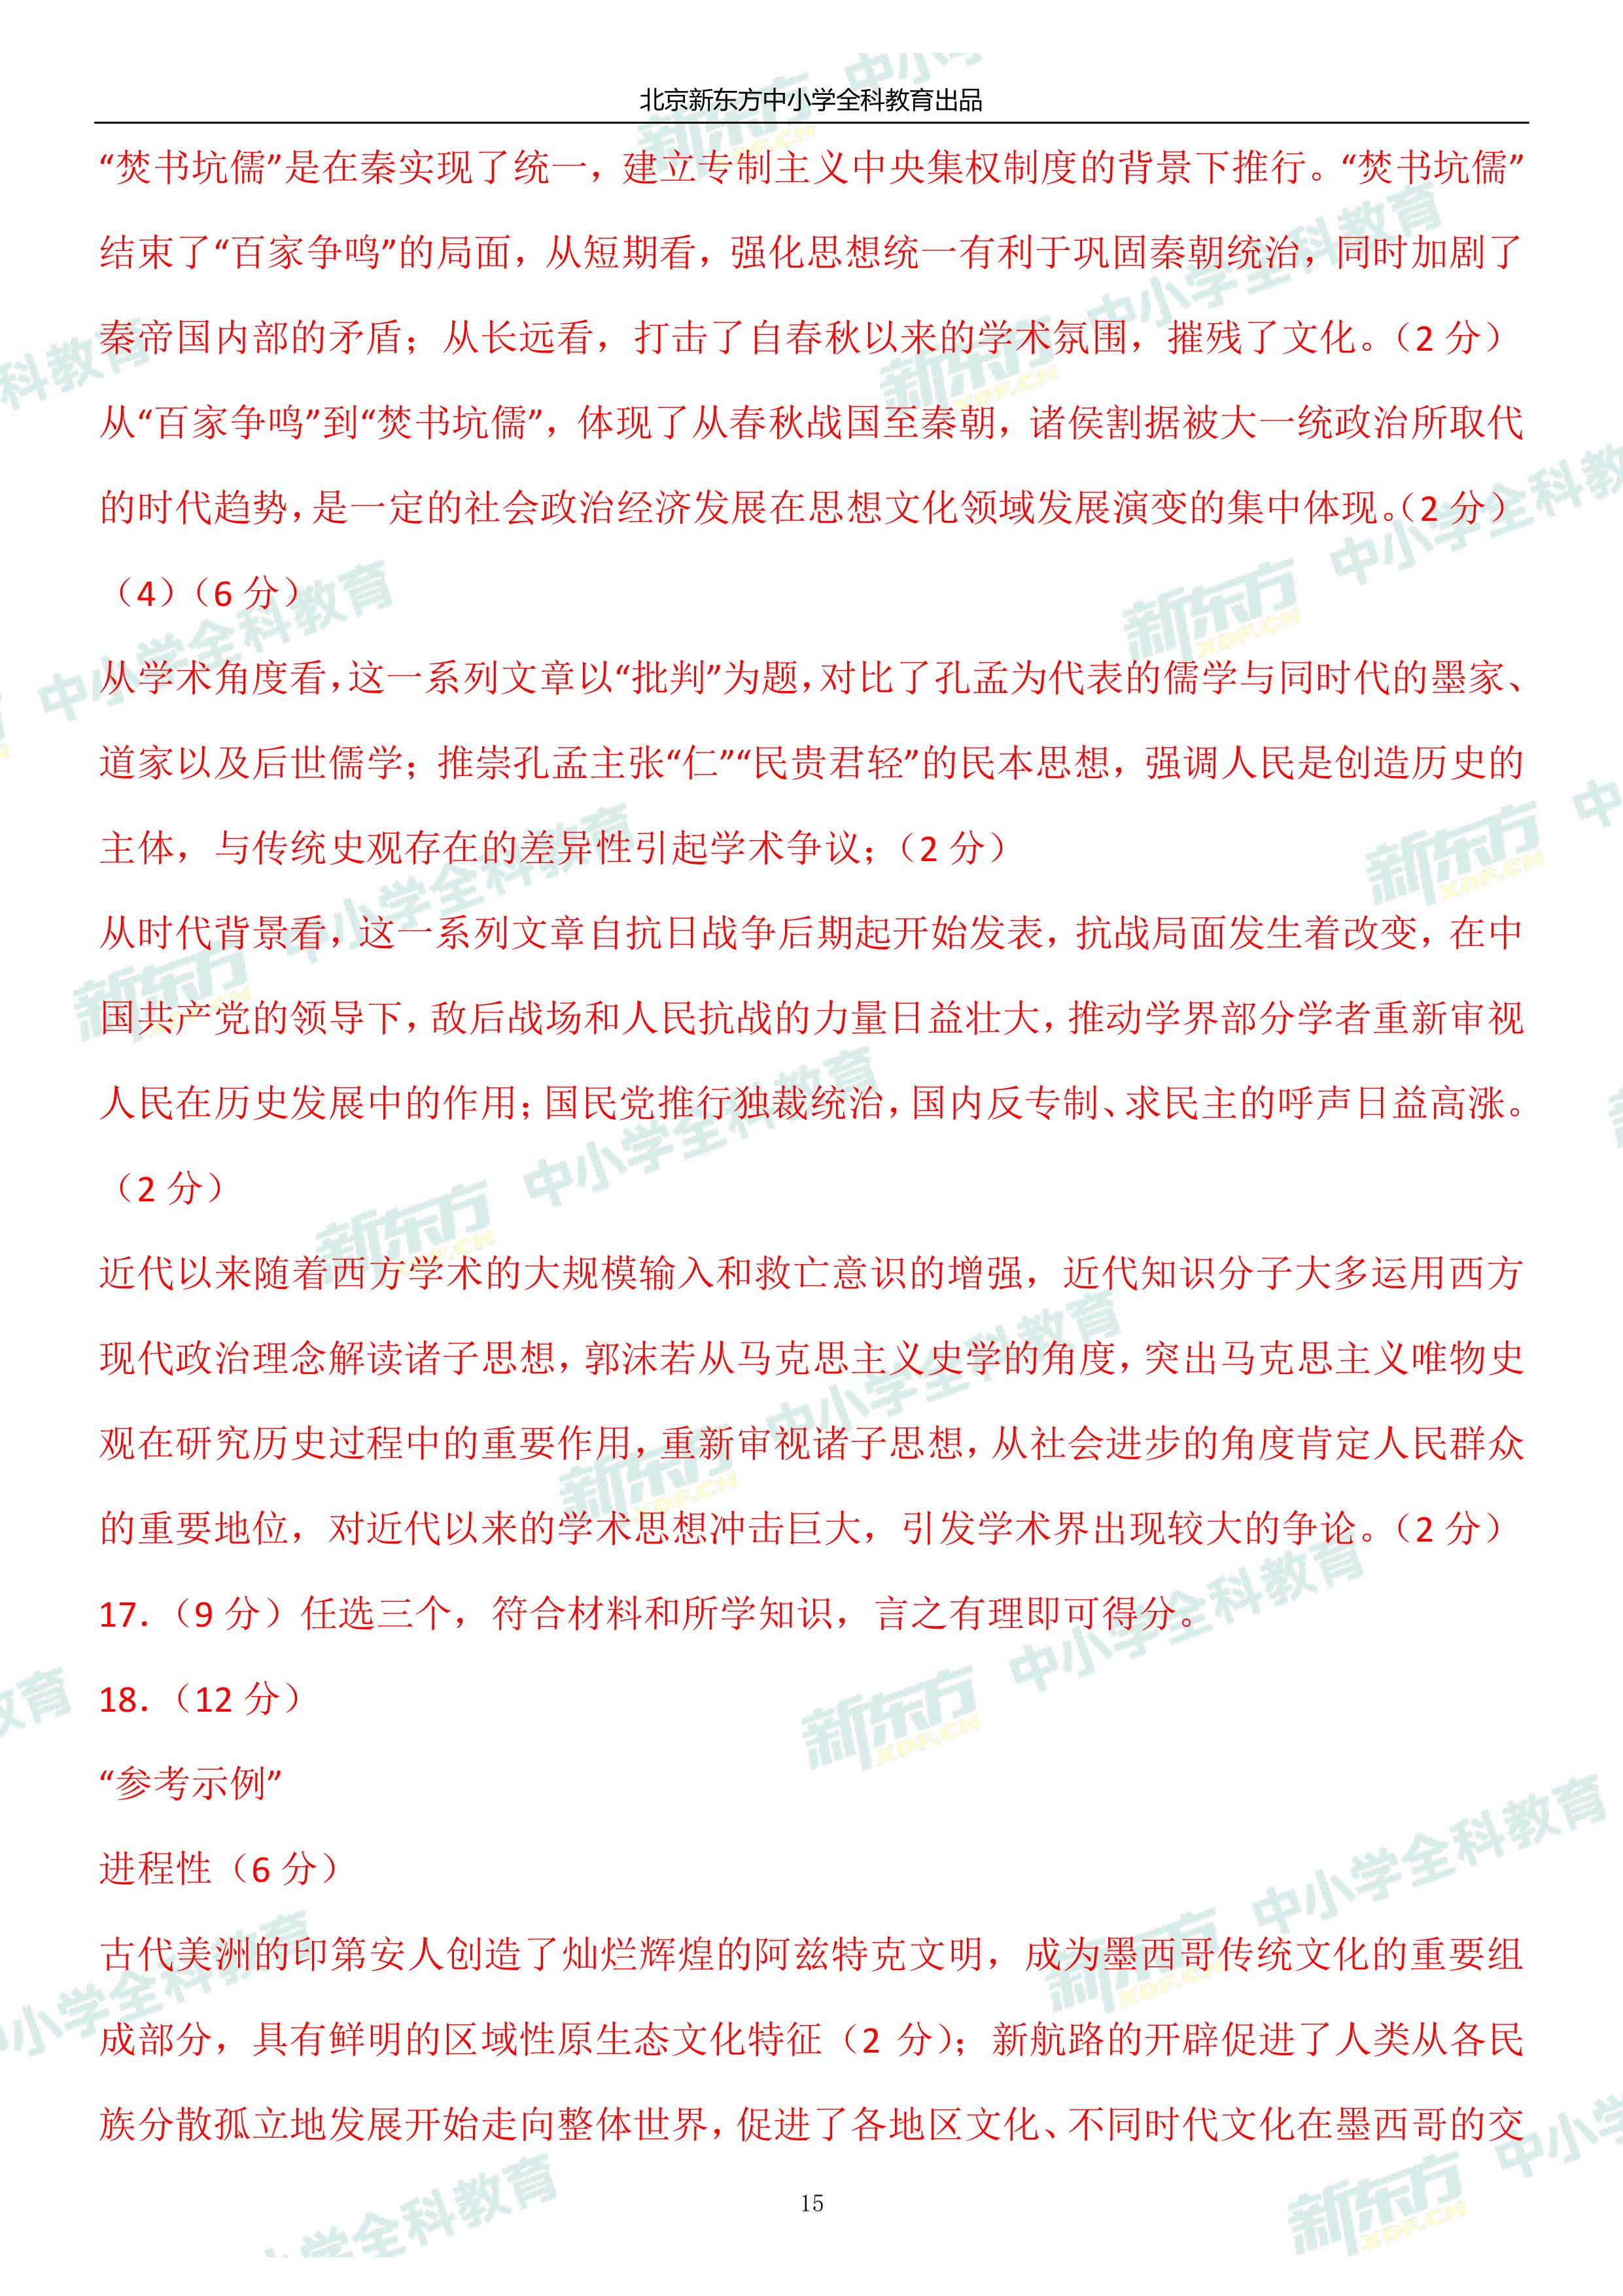 北京新东方中小学全科教育出品
“焚书坑儒”是在秦实现了统一，建立专制主义中央集权制度的背景下推行。“焚书坑儒”
结束了“百家争鸣”的局面，从短期看，强化思想统一有利于巩固秦朝统治，同时加剧了
秦帝国内部的矛盾；从长远看，打击了自春秋以来的学术氛围，摧残了文化。（2 分）
从“百家争鸣”到“焚书坑儒”，体现了从春秋战国至秦朝，诸侯割据被大一统政治所取代
的时代趋势，是一定的社会政治经济发展在思想文化领域发展演变的集中体现。（2 分）
（4）（6 分）
从学术角度看，这一系列文章以“批判”为题，对比了孔孟为代表的儒学与同时代的墨家、
道家以及后世儒学；推崇孔孟主张“仁”“民贵君轻”的民本思想，强调人民是创造历史的
主体，与传统史观存在的差异性引起学术争议；（2 分）
从时代背景看，这一系列文章自抗日战争后期起开始发表，抗战局面发生着改变，在中
国共产党的领导下，敌后战场和人民抗战的力量日益壮大，推动学界部分学者重新审视
人民在历史发展中的作用；国民党推行独裁统治，国内反专制、求民主的呼声日益高涨。
（2 分）
近代以来随着西方学术的大规模输入和救亡意识的增强，近代知识分子大多运用西方
现代政治理念解读诸子思想，郭沫若从马克思主义史学的角度，突出马克思主义唯物史
观在研究历史过程中的重要作用，重新审视诸子思想，从社会进步的角度肯定人民群众
的重要地位，对近代以来的学术思想冲击巨大，引发学术界出现较大的争论。（2 分）
17．（9 分）任选三个，符合材料和所学知识，言之有理即可得分。
18．（12 分）
“参考示例”
进程性（6 分）
古代美洲的印第安人创造了灿烂辉煌的阿兹特克文明，成为墨西哥传统文化的重要组
成部分，具有鲜明的区域性原生态文化特征（2 分）；新航路的开辟促进了人类从各民
族分散孤立地发展开始走向整体世界，促进了各地区文化、不同时代文化在墨西哥的交
15